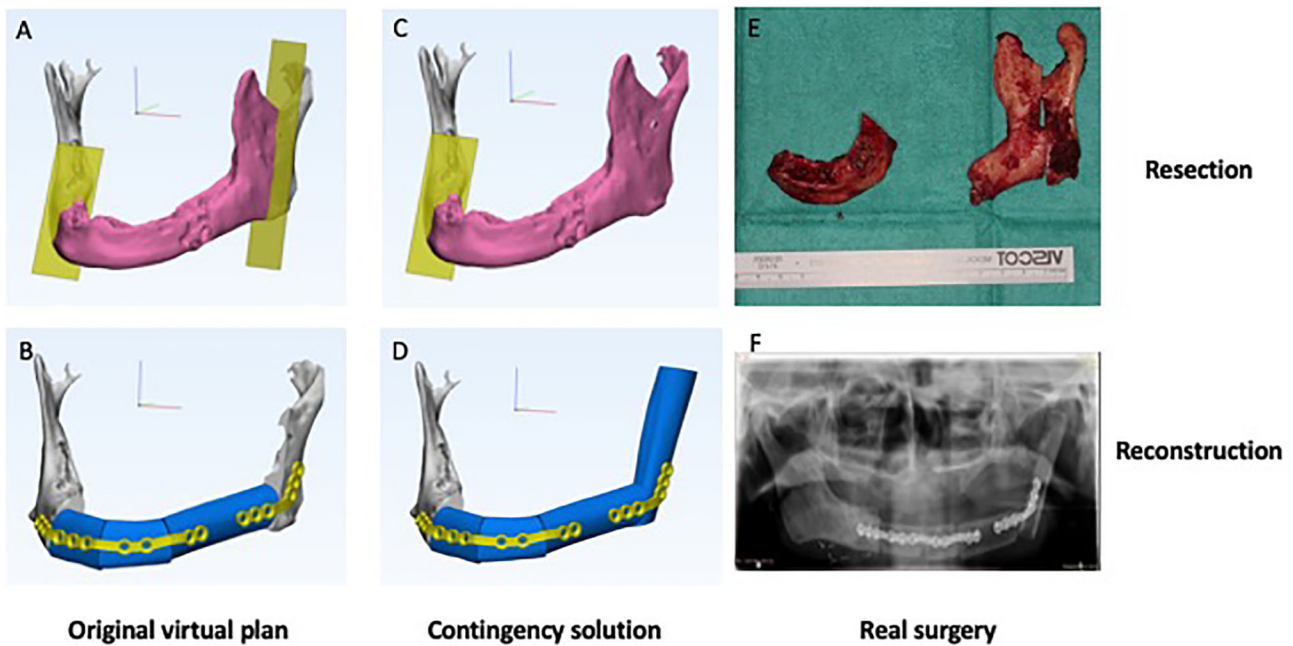 A
C
E
VISCOT
Resection
B
D
F
Reconstruction
Original virtual plan
Contingency solution
Real surgery